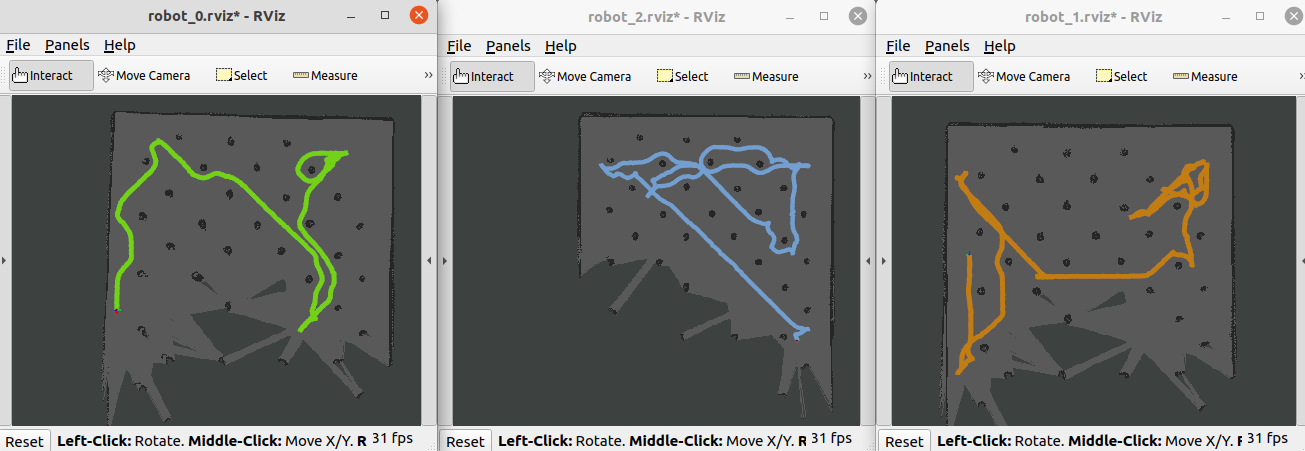 robot_0.rviz* - RViz
File Panels Help
Interact Move Camera Select Measure »
Reset Left-Click: Rotate. Middle-Click: Move X/Y. R 31 fps
robot_2.rviz* - RViz
File Panels Help
Interact Move Camera Select Measure »
Reset Left-Click: Rotate. Middle-Click: Move X/Y. R 31 fps
robot_1.rviz* - RViz
File Panels Help
Interact Move Camera Select Measure »
Reset Left-Click: Rotate. Middle-Click: Move X/Y. F 31 fps